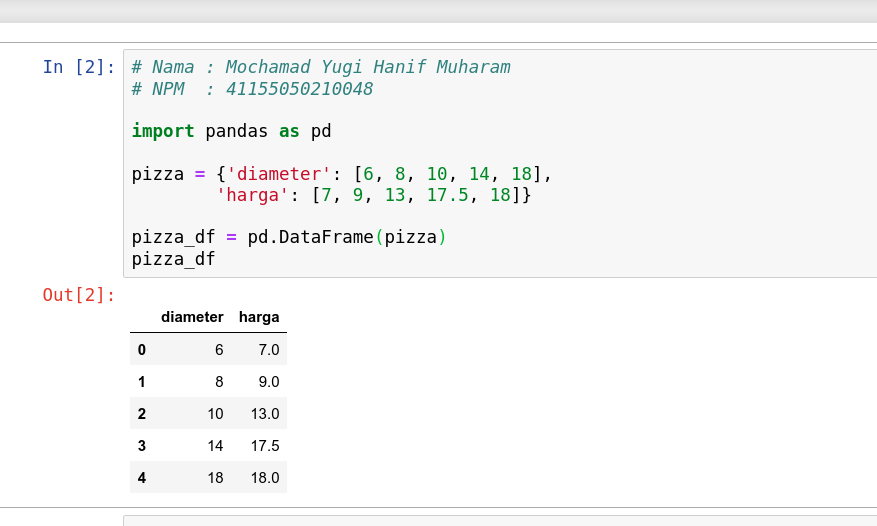 In [2]:
# Nama : Mochamad Yugi Hanif Muharam
# NPM  : 41155050210048
import pandas as pd
pizza = {'diameter': [6, 8, 10, 14, 18],
        'harga': [7, 9, 13, 17.5, 18]}
pizza_df = pd.DataFrame(pizza)
pizza_df
Out[2]:
diameter harga
0 6 7.0
1 8 9.0
2 10 13.0
3 14 17.5
4 18 18.0